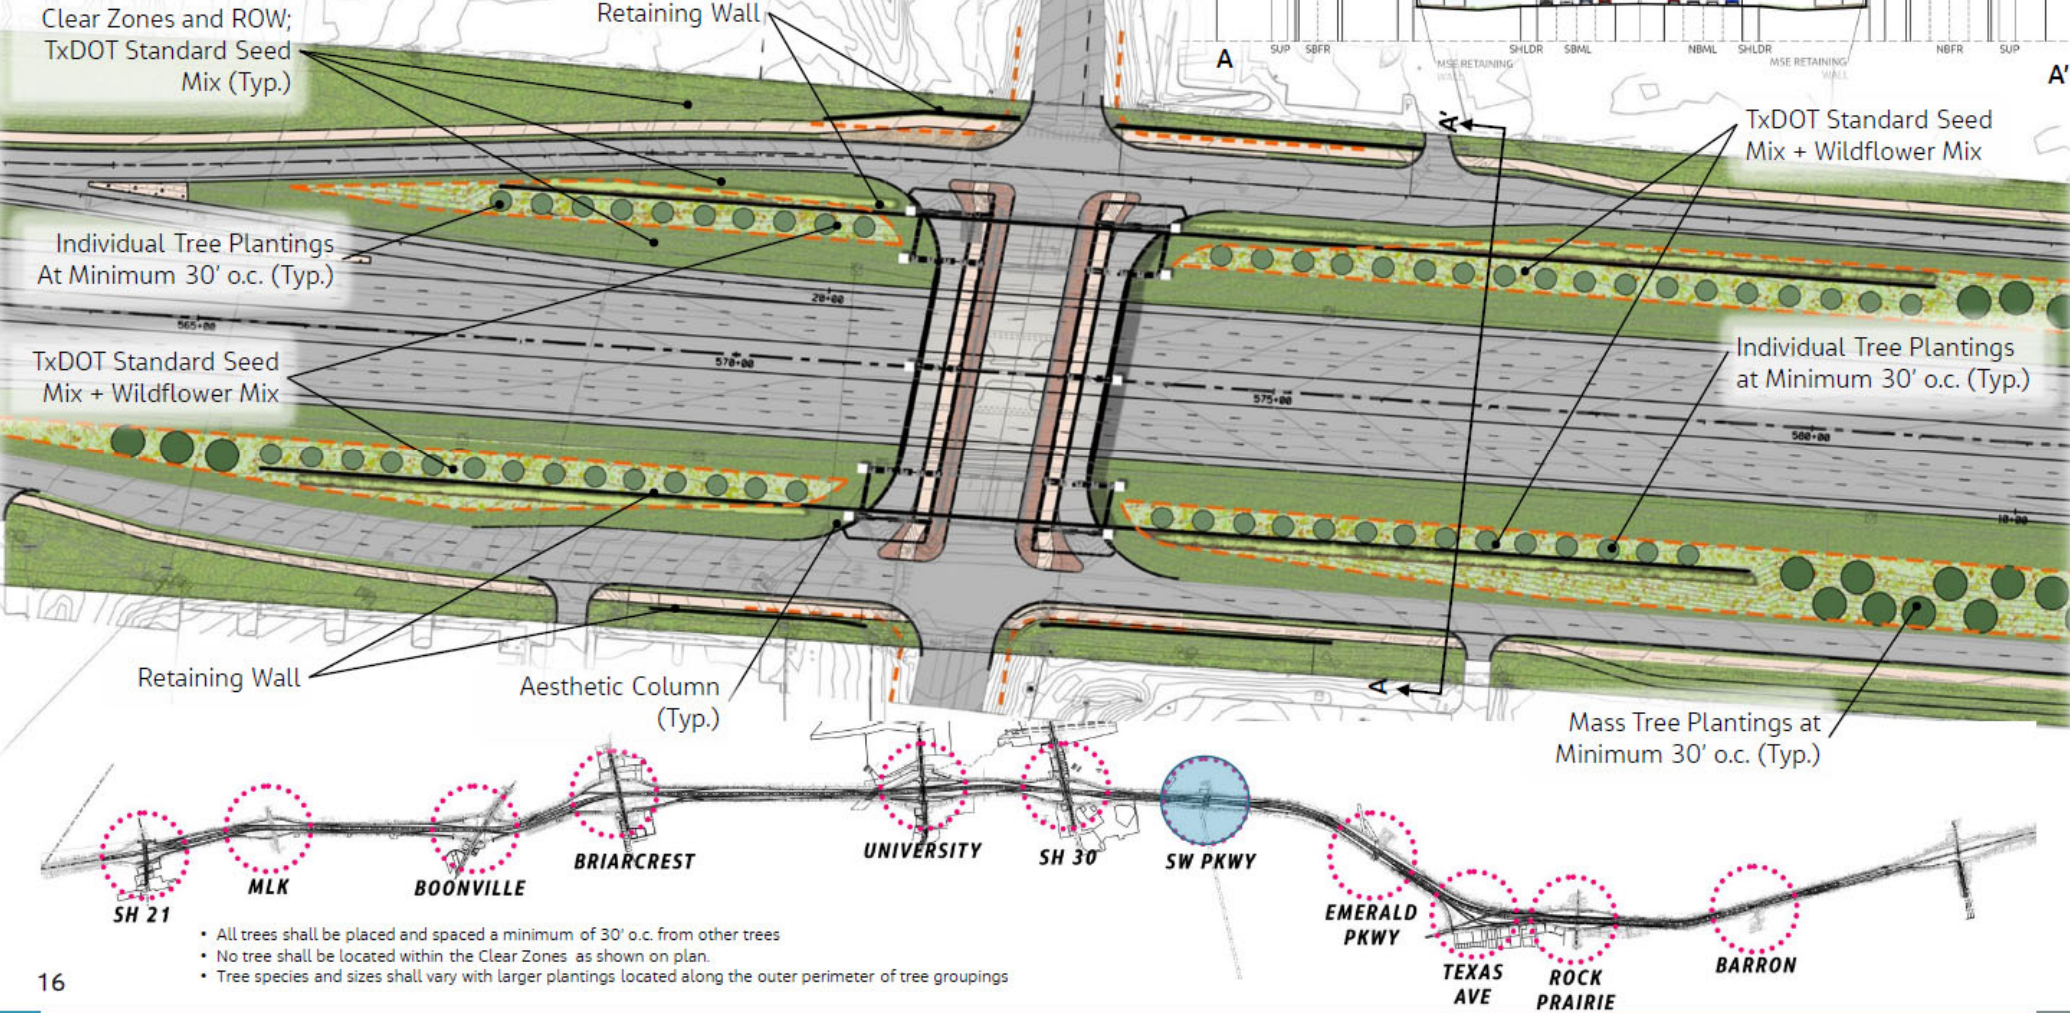 Clear Zones and ROW;
TxDOT Standard Seed
Mix (Typ.)
Retaining Wall
SUP SBFR SHLDR SBML NBML SHLDR NBFR SUP
MSE RETAINING
WALL
MSE RETAINING
WALL
A
A'
A'
TxDOT Standard Seed
Mix + Wildflower Mix
Individual Tree Plantings
At Minimum 30' o.c. (Typ.)
20+00
565+00
570+00
575+00
580+00
10+00
TxDOT Standard Seed
Mix + Wildflower Mix
Individual Tree Plantings
at Minimum 30' o.c. (Typ.)
Retaining Wall
Aesthetic Column
(Typ.)
A
Mass Tree Plantings at
Minimum 30' o.c. (Typ.)
SH 21
MLK
BOONVILLE
BRIARCREST
UNIVERSITY
SH 30
SW PKWY
EMERALD
PKWY
TEXAS
AVE
ROCK
PRAIRIE
BARRON
• All trees shall be placed and spaced a minimum of 30' o.c. from other trees
• No tree shall be located within the Clear Zones as shown on plan.
• Tree species and sizes shall vary with larger plantings located along the outer perimeter of tree groupings
16